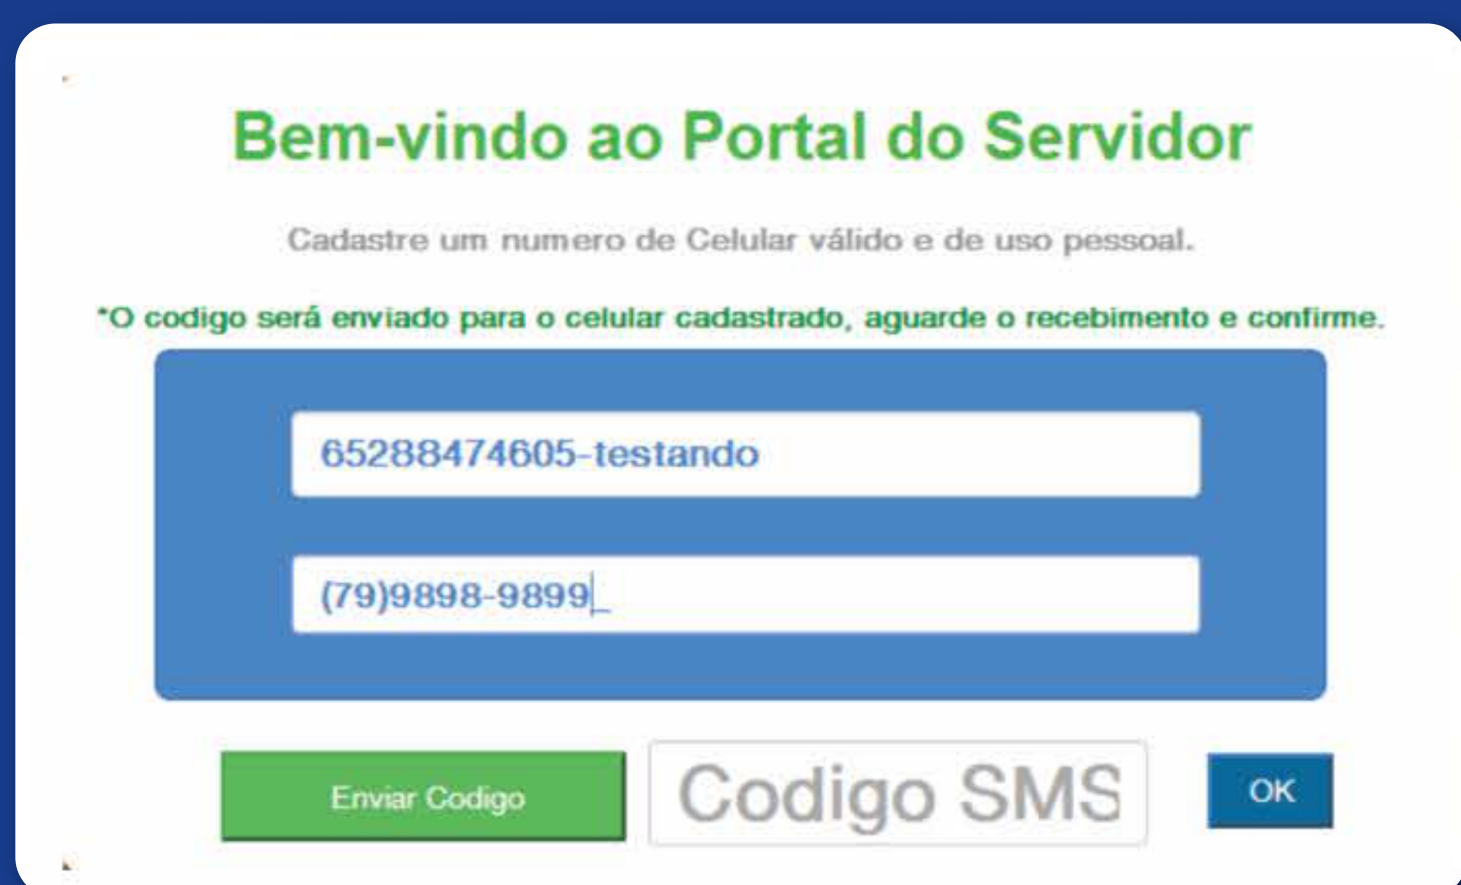 Bem-vindo ao Portal do Servidor
Cadastre um numero de Celular válido e de uso pessoal.
*O codigo será enviado para o celular cadastrado, aguarde o recebimento e confirme.
65288474605-testando
(79)9898-9899_
Enviar Codigo
Codigo SMS
OK